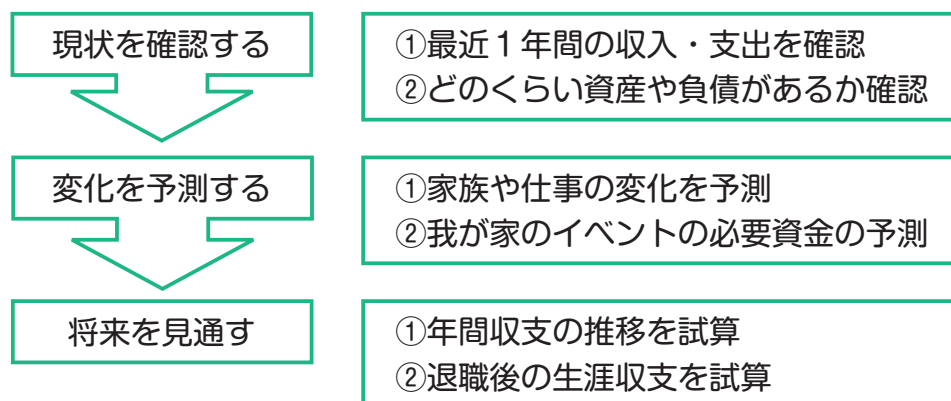 現状を確認する
①最近１年間の収入・支出を確認
②どのくらい資産や負債があるか確認
変化を予測する
①家族や仕事の変化を予測
②我が家のイベントの必要資金の予測
将来を見通す
①年間収支の推移を試算
②退職後の生涯収支を試算